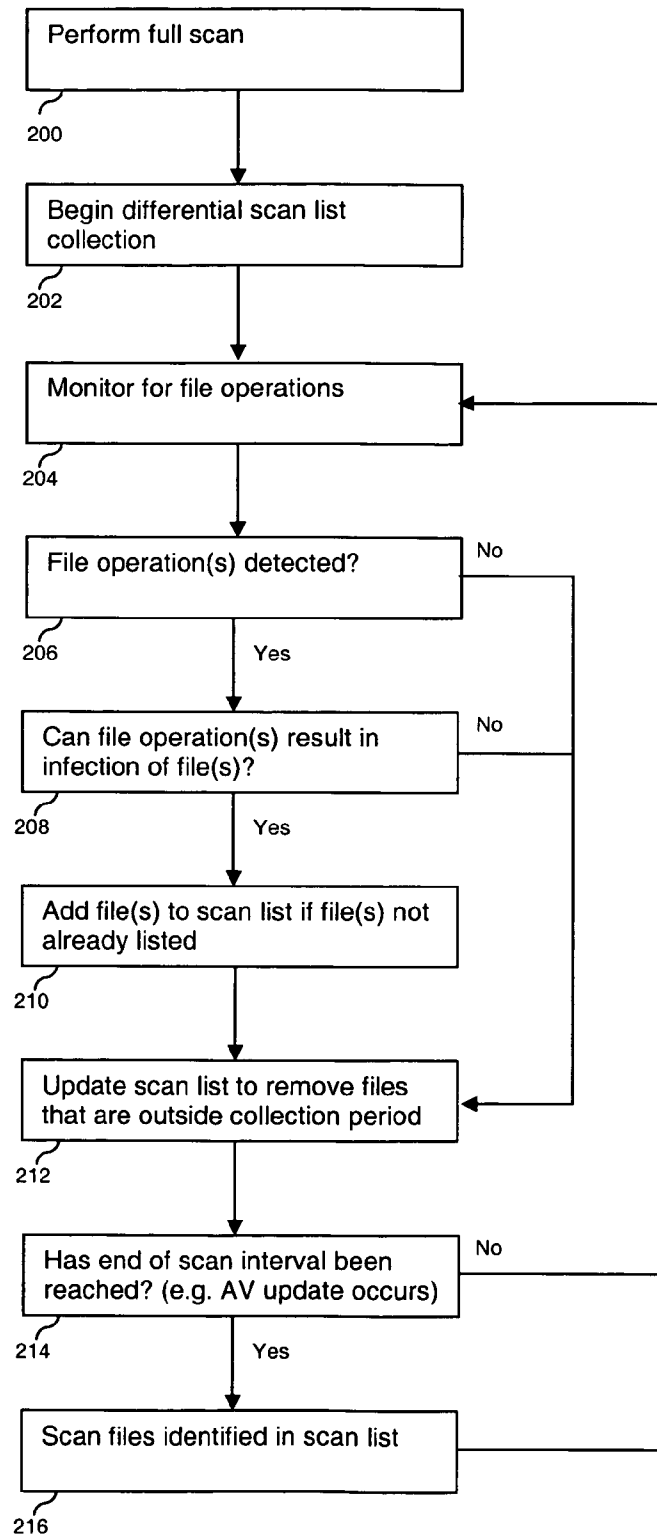 Perform full scan
200
Begin differential scan list
collection
202
Monitor for file operations
204
File operation(s) detected?
No
206
Yes
Can file operation(s) result in
infection of file(s)?
No
208
Yes
Add file(s) to scan list if file(s) not
already listed
210
Update scan list to remove files
that are outside collection period
212
Has end of scan interval been
reached? (e.g. AV update occurs)
No
214
Yes
Scan files identified in scan list
216